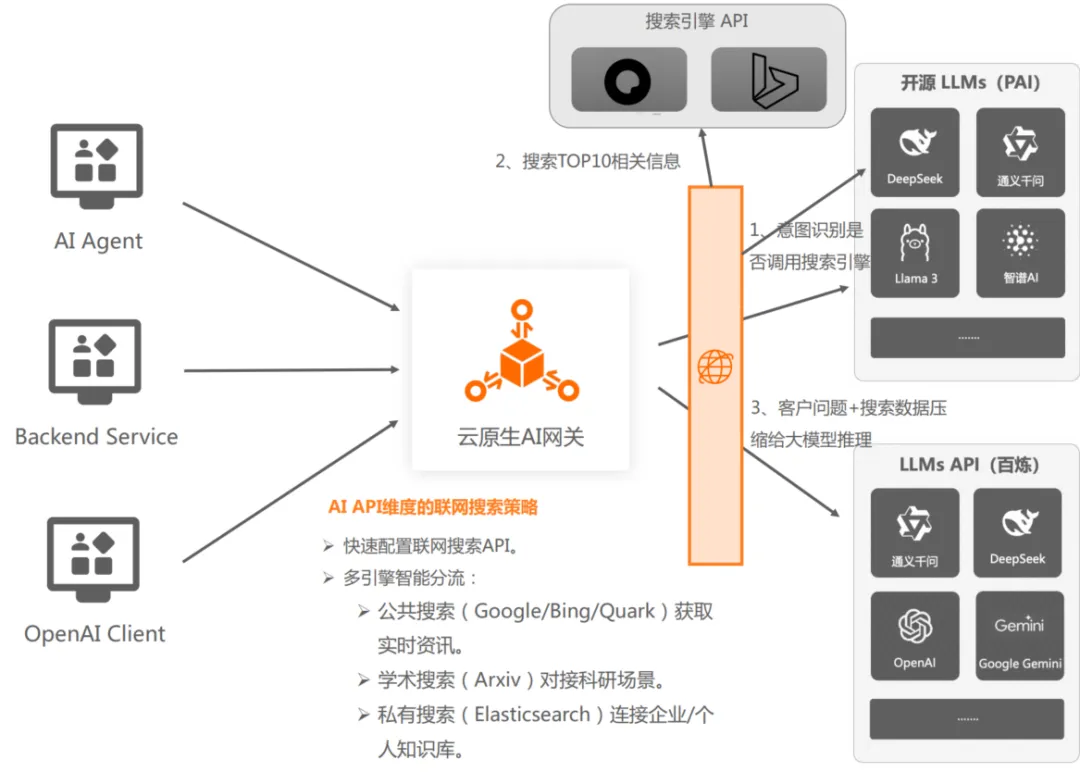 搜索引擎 API
2、搜索TOP10相关信息
开源 LLMs（PAI）
DeepSeek
通义千问
Llama 3
智谱AI
.......
AI Agent
Backend Service
OpenAI Client
云原生AI网关
1、意图识别是
否调用搜索引擎
3、客户问题+搜索数据压
缩给大模型推理
LLMs API（百炼）
通义千问
DeepSeek
OpenAI
Gemini
Google Gemini
.......
AI API维度的联网搜索策略
➢ 快速配置联网搜索API。
➢ 多引擎智能分流：
➢ 公共搜索（Google/Bing/Quark）获取
实时资讯。
➢ 学术搜索（Arxiv）对接科研场景。
➢ 私有搜索（Elasticsearch）连接企业/个
人知识库。